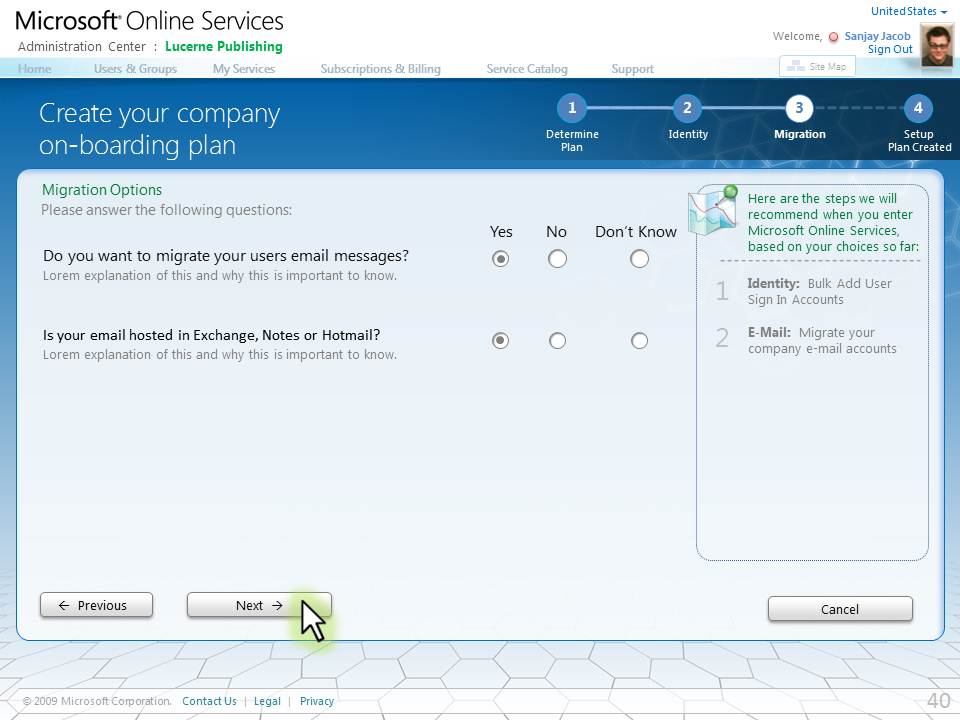 Microsoft® Online Services
United States
Administration Center : Lucerne Publishing
Welcome, Sanjay Jacob
Sign Out
Home Users & Groups My Services Subscriptions & Billing Service Catalog Support Site Map
Create your company
on-boarding plan
1 2 3 4
Determine Plan
Identity
Migration
Setup
Plan Created
Migration Options
Please answer the following questions:
Yes No Don't Know
Do you want to migrate your users email messages?
Lorem explanation of this and why this is important to know.
Is your email hosted in Exchange, Notes or Hotmail?
Lorem explanation of this and why this is important to know.
Here are the steps we will
recommend when you enter
Microsoft Online Services,
based on your choices so far:
1 Identity: Bulk Add User
Sign In Accounts
2 E-Mail: Migrate your
company e-mail accounts
← Previous
Next →
Cancel
© 2009 Microsoft Corporation. Contact Us | Legal | Privacy
40